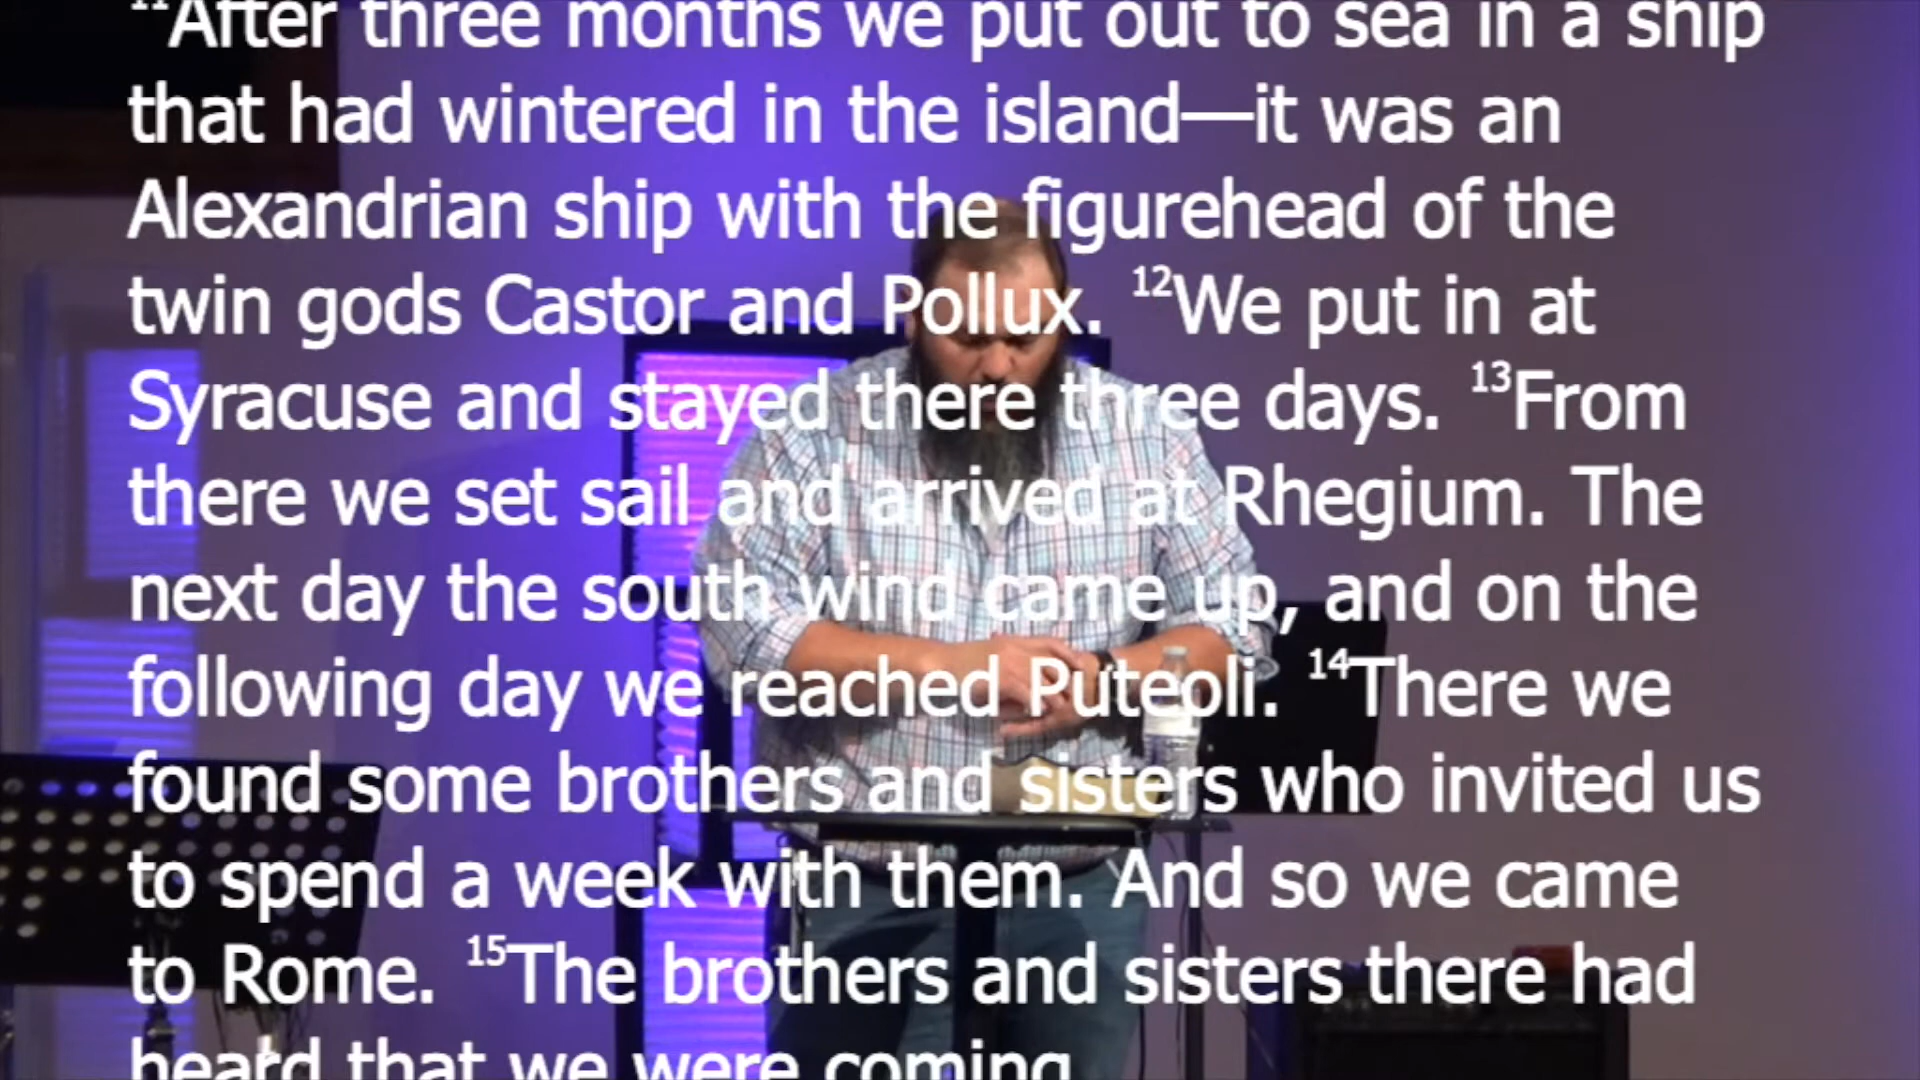 ¹¹After three months we put out to sea in a ship
that had wintered in the island—it was an
Alexandrian ship with the figurehead of the
twin gods Castor and Pollux. ¹²We put in at
Syracuse and stayed there three days. ¹³From
there we set sail and arrived at Rhegium. The
next day the south wind came up, and on the
following day we reached Puteoli. ¹⁴There we
found some brothers and sisters who invited us
to spend a week with them. And so we came
to Rome. ¹⁵The brothers and sisters there had
heard that we were coming